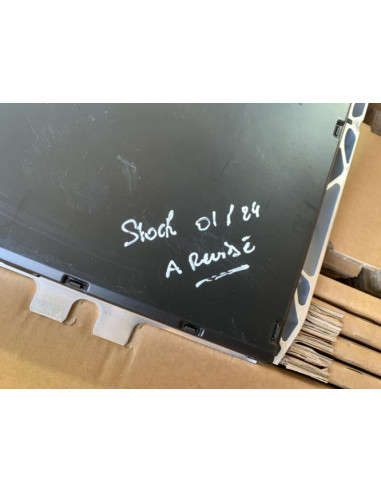 Stock 01/24
A Revisé